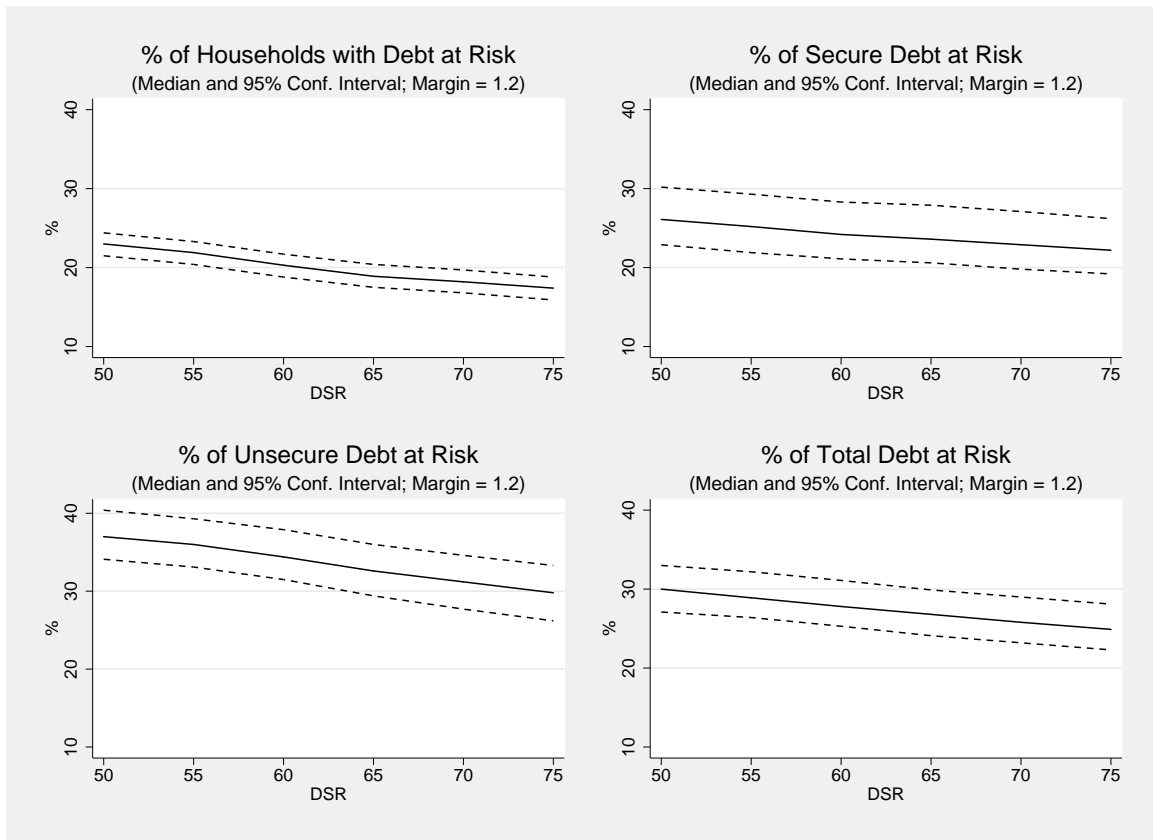 % of Households with Debt at Risk
(Median and 95% Conf. Interval; Margin = 1.2)
40
30
20
10
%
50 55 60 65 70 75
DSR
% of Secure Debt at Risk
(Median and 95% Conf. Interval; Margin = 1.2)
40
30
20
10
%
50 55 60 65 70 75
DSR
% of Unsecure Debt at Risk
(Median and 95% Conf. Interval; Margin = 1.2)
40
30
20
10
%
50 55 60 65 70 75
DSR
% of Total Debt at Risk
(Median and 95% Conf. Interval; Margin = 1.2)
40
30
20
10
%
50 55 60 65 70 75
DSR